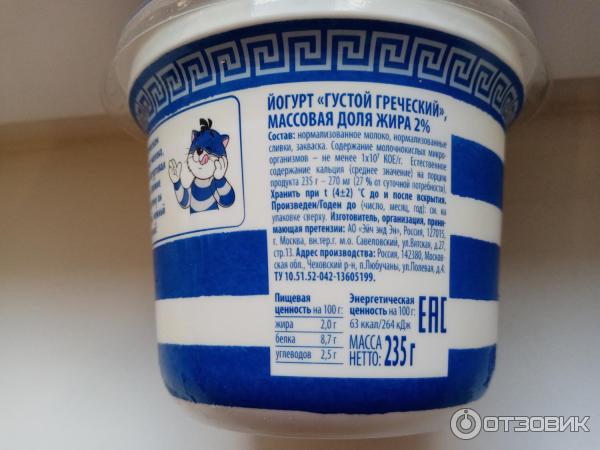 ЙОГУРТ «ГУСТОЙ ГРЕЧЕСКИЙ»,
МАССОВАЯ ДОЛЯ ЖИРА 2%
Состав: нормализованное молоко, нормализованные
сливки, закваска. Содержание молочнокислых микро-
организмов – не менее 1х10⁷ КОЕ/г. Естественное
содержание кальция (среднее значение) на порцию
продукта 235 г – 270 мг (27 % от суточной потребности).
Хранить при t (4±2) °С до и после вскрытия.
Произведен/Годен до (число, месяц, год): см. на
упаковке сверху. Изготовитель, организация, прини-
мающая претензии: АО «Эйч энд Эн», Россия, 127015,
г. Москва, вн.тер.г. м.о. Савеловский, ул.Вятская, д.27,
стр.13. Адрес производства: Россия, 142380, Москов-
ская обл., Чеховский р-н, п.Любучаны, ул.Полевая, д.4.
ТУ 10.51.52-042-13605199.
Пищевая
ценность на 100 г:
жира 2,0 г
белка 8,7 г
углеводов 2,5 г
Энергетическая
ценность на 100 г:
63 ккал/264 кДж
МАССА
НЕТТО: 235 г
ЕАС
ОТЗОВИК